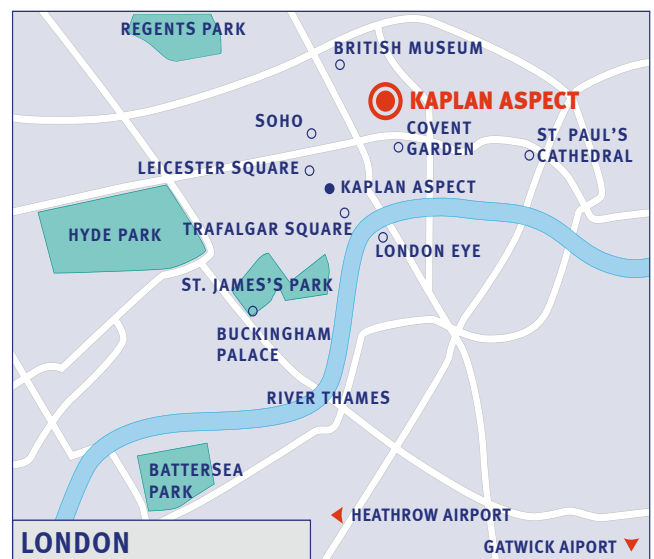 REGENTS PARK
BRITISH MUSEUM
KAPLAN ASPECT
SOHO
COVENT
GARDEN
ST. PAUL'S
CATHEDRAL
LEICESTER SQUARE
KAPLAN ASPECT
HYDE PARK
TRAFALGAR SQUARE
LONDON EYE
ST. JAMES'S PARK
BUCKINGHAM
PALACE
RIVER THAMES
BATTERSEA
PARK
HEATHROW AIRPORT
LONDON
GATWICK AIPORT